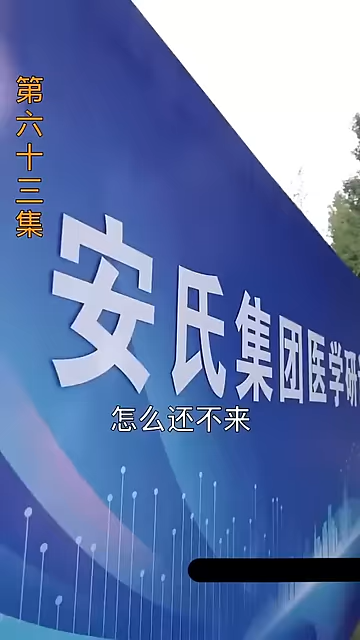 第六十三集
安氏集团医学研
怎么还不来